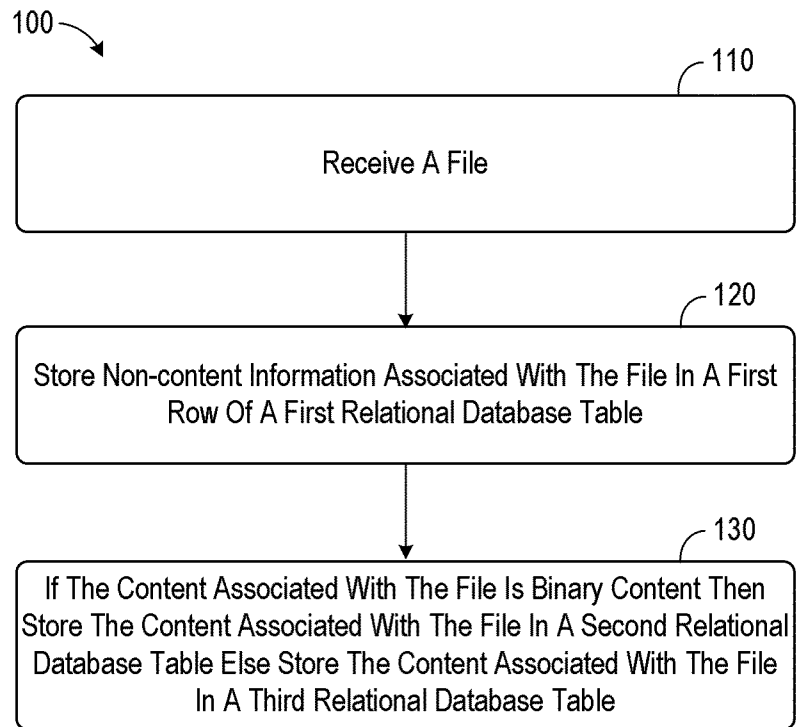 100
110
Receive A File
120
Store Non-content Information Associated With The File In A First
Row Of A First Relational Database Table
130
If The Content Associated With The File Is Binary Content Then
Store The Content Associated With The File In A Second Relational
Database Table Else Store The Content Associated With The File
In A Third Relational Database Table